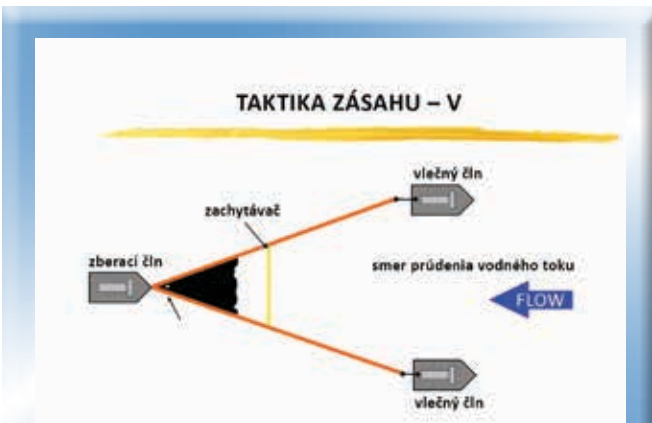 TAKTIKA ZÁSAHU – V
vlečný čln
zachytávač
zberací čln
smer prúdenia vodného toku
FLOW
vlečný čln